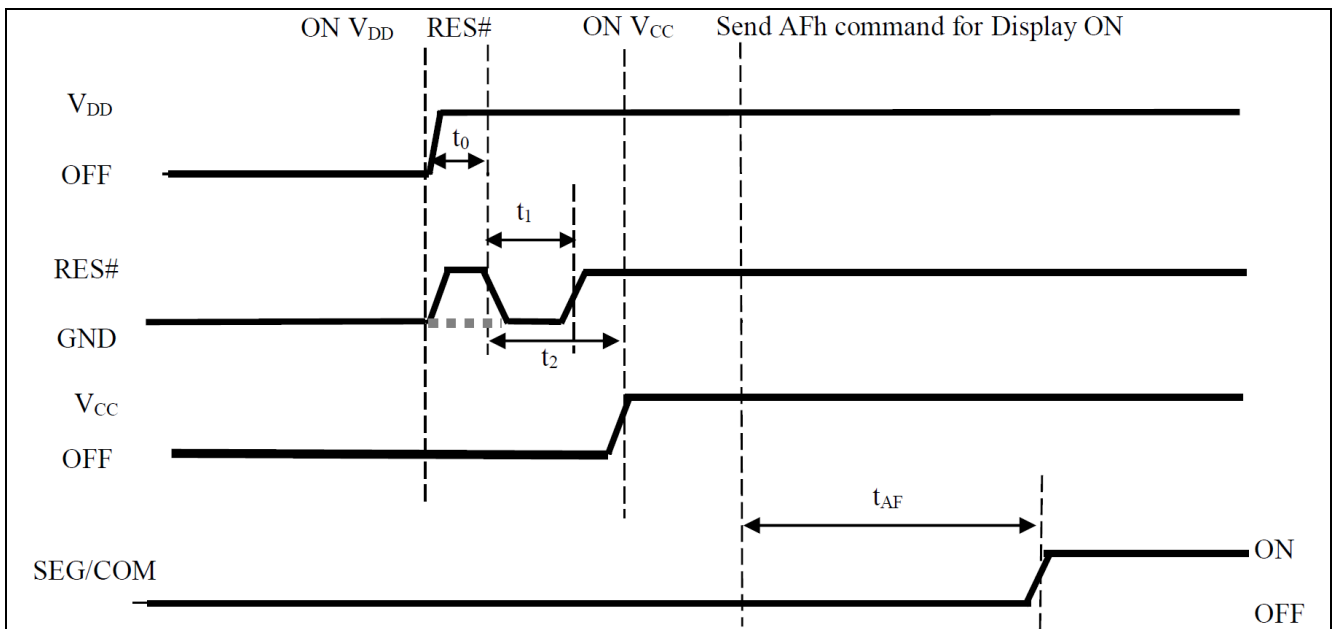 ON VDD RES# ON VCC Send AFh command for Display ON
VDD
t0
OFF
t1
RES#
GND
t2
VCC
OFF
tAF
ON
SEG/COM
OFF